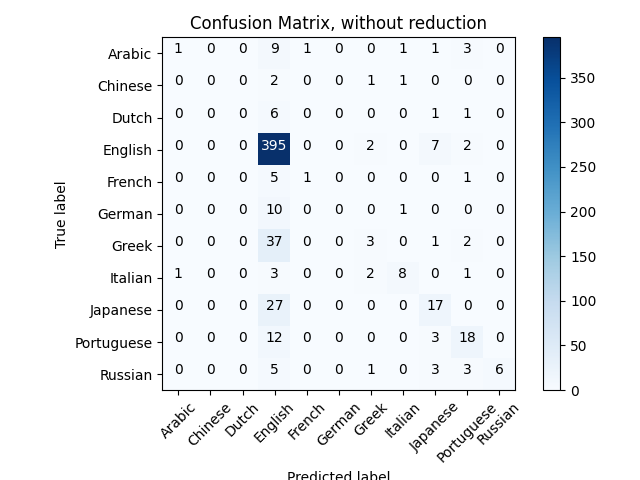 Confusion Matrix, without reduction
Arabic 1 0 0 9 1 0 0 1 1 3 0
Chinese 0 0 0 2 0 0 1 1 0 0 0
Dutch 0 0 0 6 0 0 0 0 1 1 0
English 0 0 0 395 0 0 2 0 7 2 0
French 0 0 0 5 1 0 0 0 0 1 0
German 0 0 0 10 0 0 0 1 0 0 0
Greek 0 0 0 37 0 0 3 0 1 2 0
Italian 1 0 0 3 0 0 2 8 0 1 0
Japanese 0 0 0 27 0 0 0 0 17 0 0
Portuguese 0 0 0 12 0 0 0 0 3 18 0
Russian 0 0 0 5 0 0 1 0 3 3 6
True label
Arabic Chinese Dutch English French German Greek Italian Japanese Portuguese Russian
Predicted label
350
300
250
200
150
100
50
0